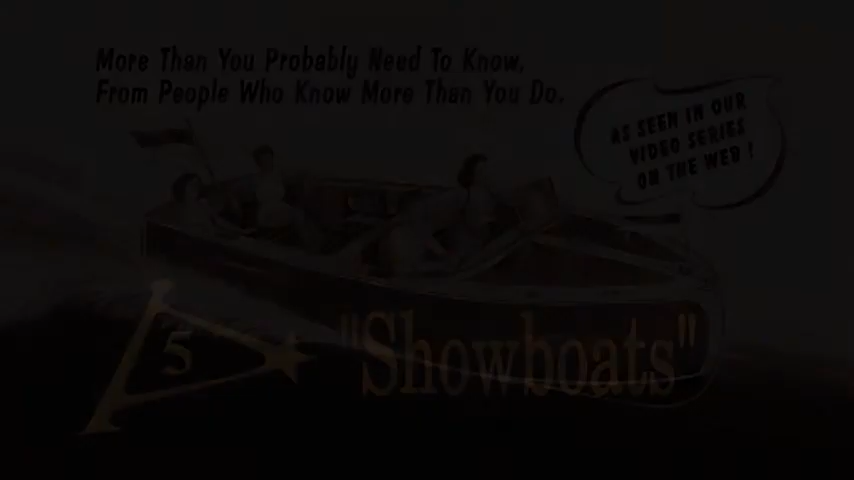 More Than You Probably Need To Know,
From People Who Know More Than You Do.
AS SEEN IN OUR
VIDEO SERIES
ON THE WEB !
5
"Showboats"